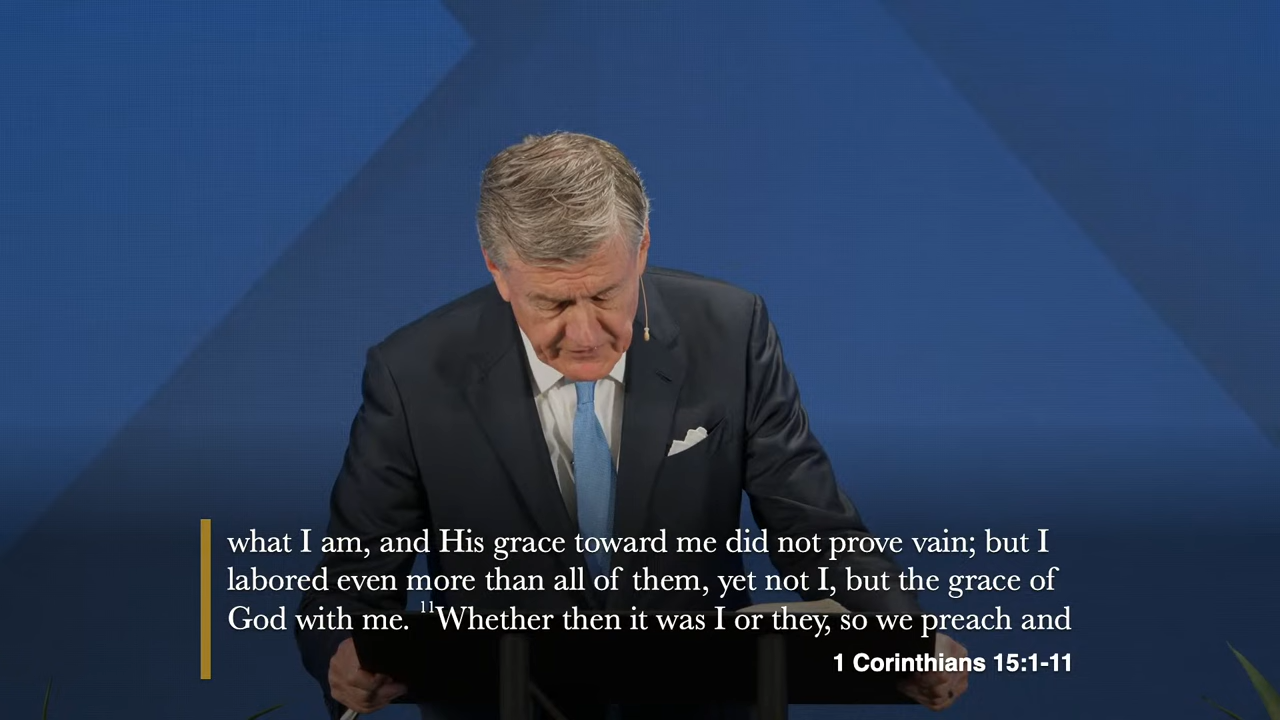 what I am, and His grace toward me did not prove vain; but I
labored even more than all of them, yet not I, but the grace of
God with me. 11Whether then it was I or they, so we preach and
1 Corinthians 15:1-11